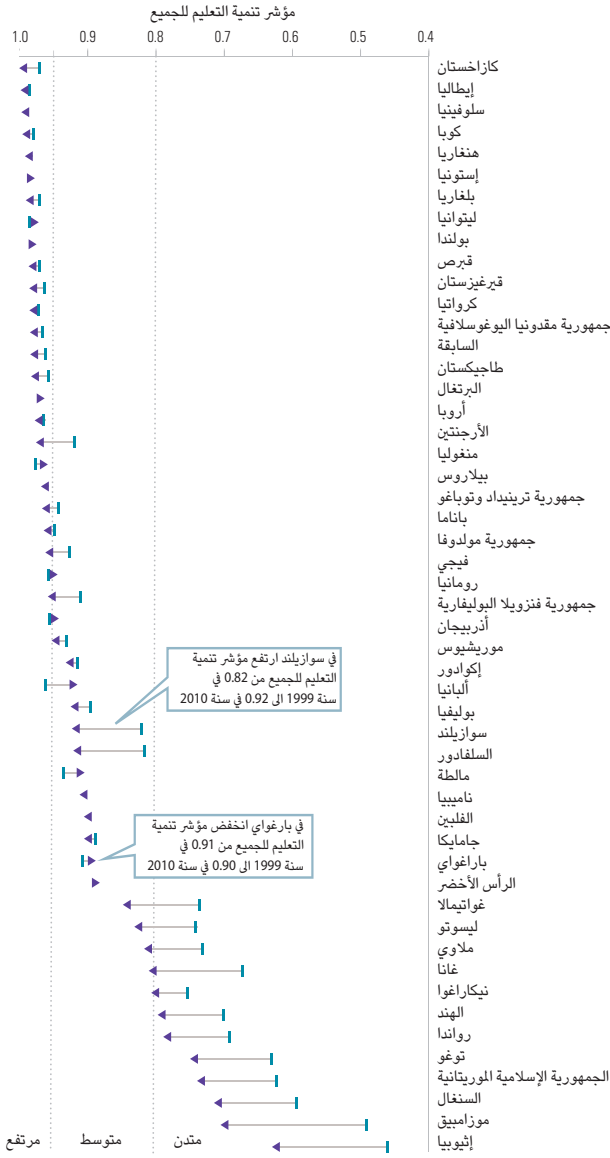 مؤشر تنمية التعليم للجميع
1.0 0.9 0.8 0.7 0.6 0.5 0.4
كازاخستان
إيطاليا
سلوفينيا
كوبا
هنغاريا
إستونيا
بلغاريا
ليتوانيا
بولندا
قبرص
قيرغيزستان
كرواتيا
جمهورية مقدونيا اليوغوسلافية
السابقة
طاجيكستان
البرتغال
أروبا
الأرجنتين
منغوليا
بيلاروس
جمهورية ترينيداد وتوباغو
باناما
جمهورية مولدوفا
فيجي
رومانيا
جمهورية فنزويلا البوليفارية
أذربيجان
موريشيوس
إكوادور
ألبانيا
بوليفيا
سوازيلند
السلفادور
مالطة
ناميبيا
الفلبين
جامايكا
باراغواي
الرأس الأخضر
غواتيمالا
ليسوتو
ملاوي
غانا
نيكاراغوا
الهند
رواندا
توغو
الجمهورية الإسلامية الموريتانية
السنغال
موزامبيق
إثيوبيا
في سوازيلند ارتفع مؤشر تنمية
التعليم للجميع من 0.82 في
سنة 1999 الى 0.92 في سنة 2010
في بارغواي انخفض مؤشر تنمية
التعليم للجميع من 0.91 في
سنة 1999 الى 0.90 في سنة 2010
متدن
متوسط
مرتفع